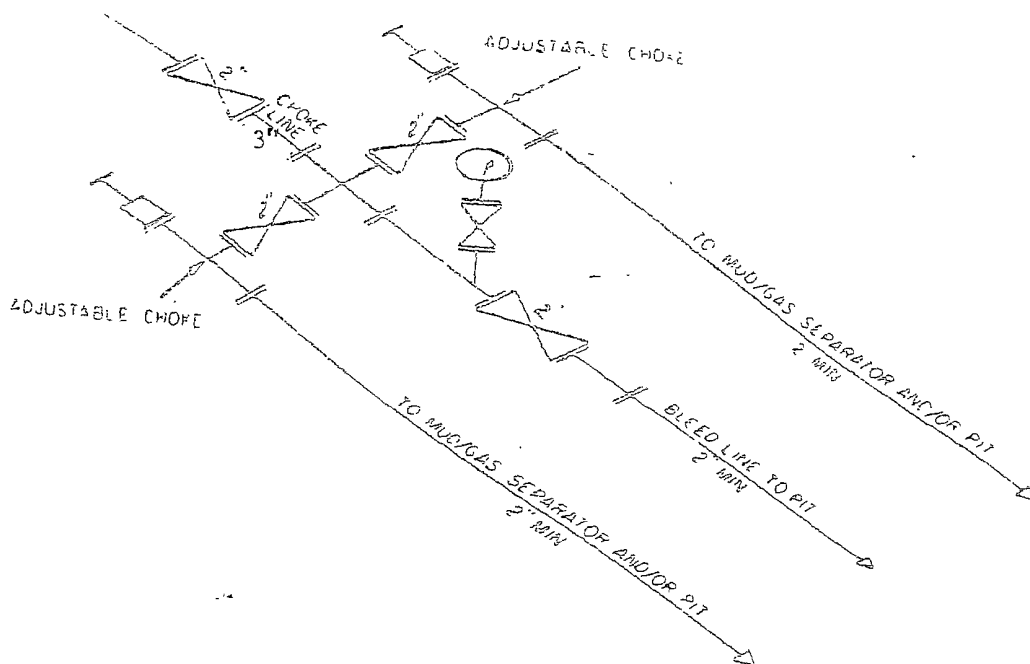 ADJUSTABLE CHOKE
2"
CHOKE
LINE
3"
2"
P
2"
ADJUSTABLE CHOKE
2"
TO MUD/GAS SEPARATOR AND/OR PIT
2" MIN
BLEED LINE TO PIT
2" MIN
TO MUD/GAS SEPARATOR AND/OR PIT
2" MIN